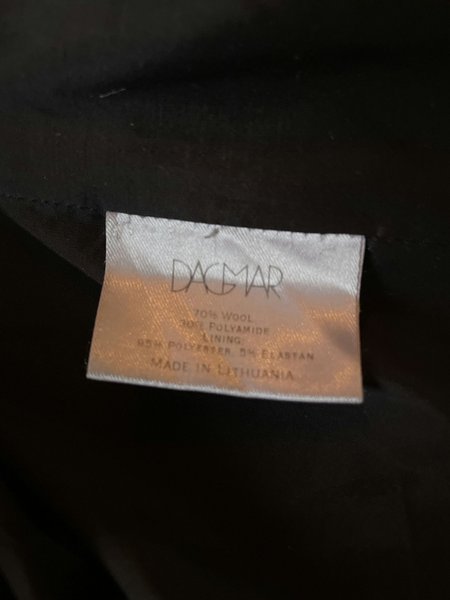 DAGMAR
70% WOOL
30% POLYAMIDE
LINING:
95% POLYESTER, 5% ELASTAN
MADE IN LITHUANIA